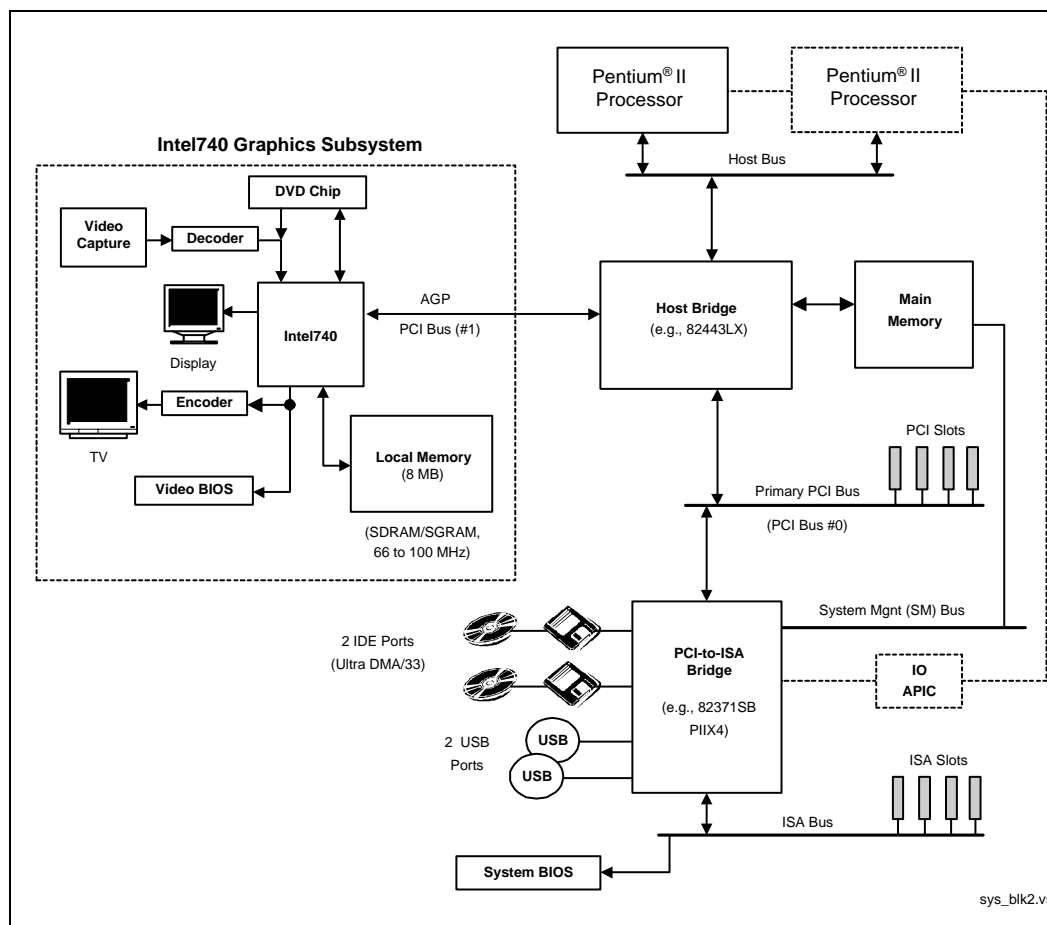 Pentium® II
Processor
Pentium® II
Processor
Host Bus
Intel740 Graphics Subsystem
DVD Chip
Video
Capture
Decoder
Display
Intel740
AGP
PCI Bus (#1)
Host Bridge
(e.g., 82443LX)
Main
Memory
TV
Encoder
Video BIOS
Local Memory
(8 MB)
(SDRAM/SGRAM,
66 to 100 MHz)
PCI Slots
Primary PCI Bus
(PCI Bus #0)
System Mgnt (SM) Bus
2 IDE Ports
(Ultra DMA/33)
PCI-to-ISA
Bridge
(e.g., 82371SB
PIIX4)
IO
APIC
2 USB
Ports
USB
USB
ISA Slots
ISA Bus
System BIOS
sys_blk2.vs